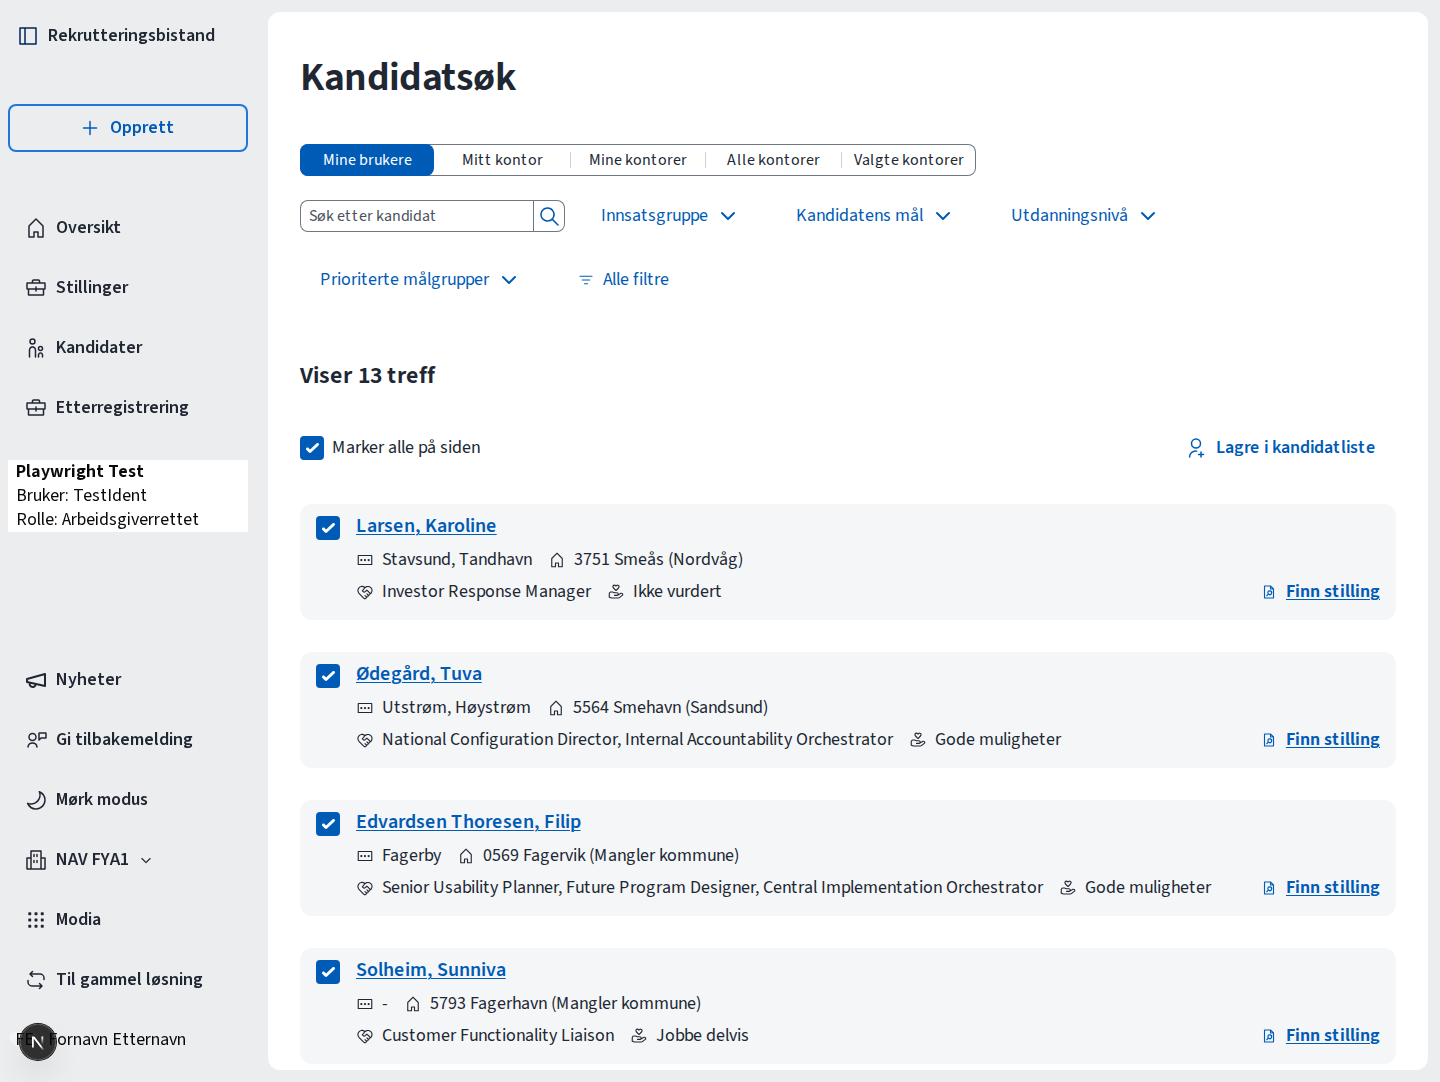 Rekrutteringsbistand
Opprett
Oversikt
Stillinger
Kandidater
Etterregistrering
Playwright Test
Bruker: TestIdent
Rolle: Arbeidsgiverrettet
Nyheter
Gi tilbakemelding
Mørk modus
NAV FYA1
Modia
Til gammel løsning
Fornavn Etternavn
Kandidatsøk
Mine brukere Mitt kontor Mine kontorer Alle kontorer Valgte kontorer
Søk etter kandidat Innsatsgruppe Kandidatens mål Utdanningsnivå
Prioriterte målgrupper Alle filtre
Viser 13 treff
Marker alle på siden Lagre i kandidatliste
Larsen, Karoline
Stavsund, Tandhavn 3751 Smeås (Nordvåg)
Investor Response Manager Ikke vurdert Finn stilling
Ødegård, Tuva
Utstrøm, Høystrøm 5564 Smehavn (Sandsund)
National Configuration Director, Internal Accountability Orchestrator Gode muligheter Finn stilling
Edvardsen Thoresen, Filip
Fagerby 0569 Fagervik (Mangler kommune)
Senior Usability Planner, Future Program Designer, Central Implementation Orchestrator Gode muligheter Finn stilling
Solheim, Sunniva
- 5793 Fagerhavn (Mangler kommune)
Customer Functionality Liaison Jobbe delvis Finn stilling